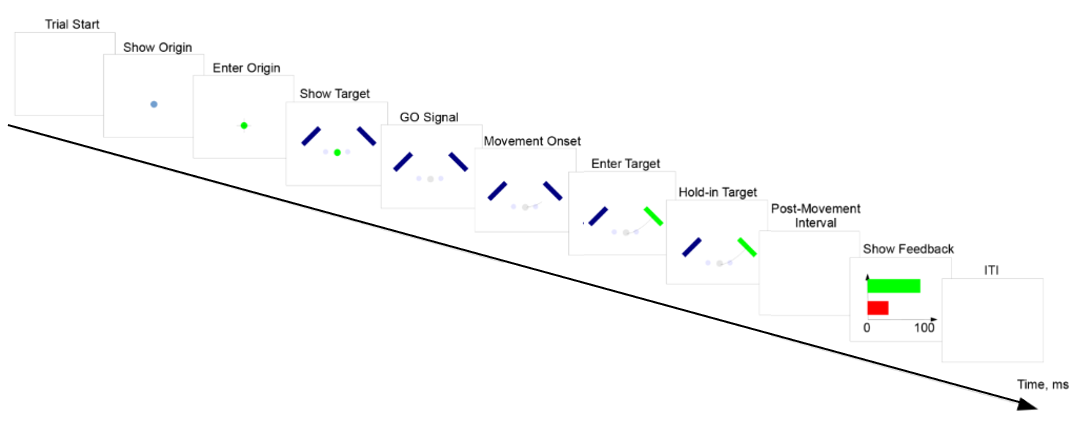 Trial Start
Show Origin
Enter Origin
Show Target
GO Signal
Movement Onset
Enter Target
Hold-in Target
Post-Movement
Interval
Show Feedback
0 100
ITI
Time, ms